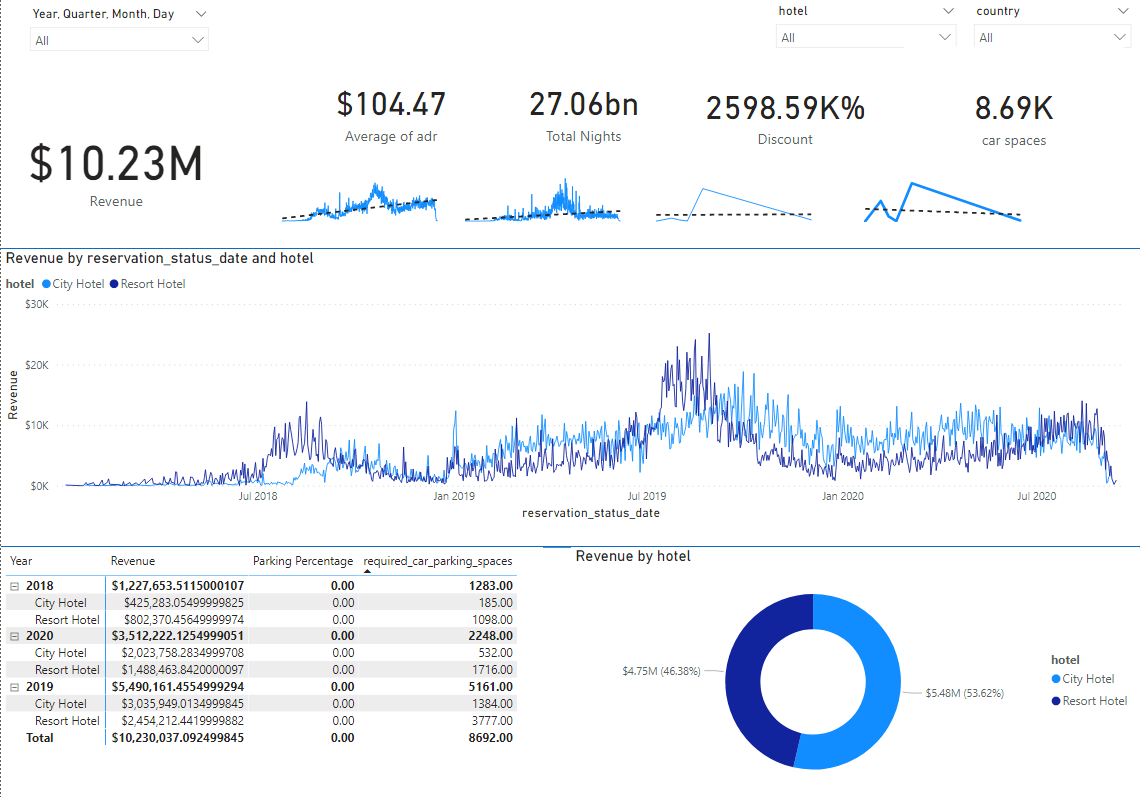 Year, Quarter, Month, Day
All
hotel
All
country
All
$10.23M
Revenue
$104.47
Average of adr
27.06bn
Total Nights
2598.59K%
Discount
8.69K
car spaces
Revenue by reservation_status_date and hotel
hotel City Hotel Resort Hotel
$30K
$20K
$10K
$0K
Revenue
Jul 2018 Jan 2019 Jul 2019 Jan 2020 Jul 2020
reservation_status_date
Year Revenue Parking Percentage required_car_parking_spaces
2018 $1,227,653.5115000107 0.00 1283.00
City Hotel $425,283.05499999825 0.00 185.00
Resort Hotel $802,370.45649999974 0.00 1098.00
2020 $3,512,222.1254999051 0.00 2248.00
City Hotel $2,023,758.2834999708 0.00 532.00
Resort Hotel $1,488,463.8420000097 0.00 1716.00
2019 $5,490,161.4554999294 0.00 5161.00
City Hotel $3,035,949.0134999845 0.00 1384.00
Resort Hotel $2,454,212.4419999882 0.00 3777.00
Total $10,230,037.092499845 0.00 8692.00
Revenue by hotel
$4.75M (46.38%)
$5.48M (53.62%)
hotel
City Hotel
Resort Hotel